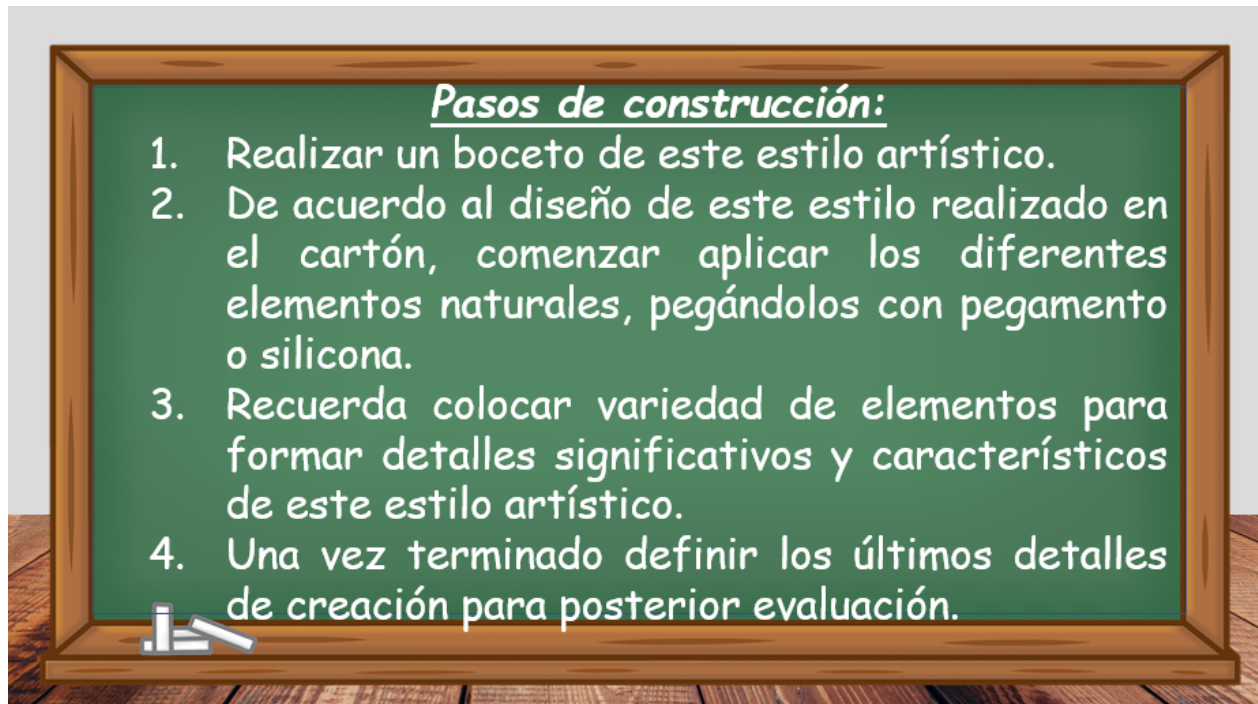 Pasos de construcción:
1. Realizar un boceto de este estilo artístico.
2. De acuerdo al diseño de este estilo realizado en
el cartón, comenzar aplicar los diferentes
elementos naturales, pegándolos con pegamento
o silicona.
3. Recuerda colocar variedad de elementos para
formar detalles significativos y característicos
de este estilo artístico.
4. Una vez terminado definir los últimos detalles
de creación para posterior evaluación.